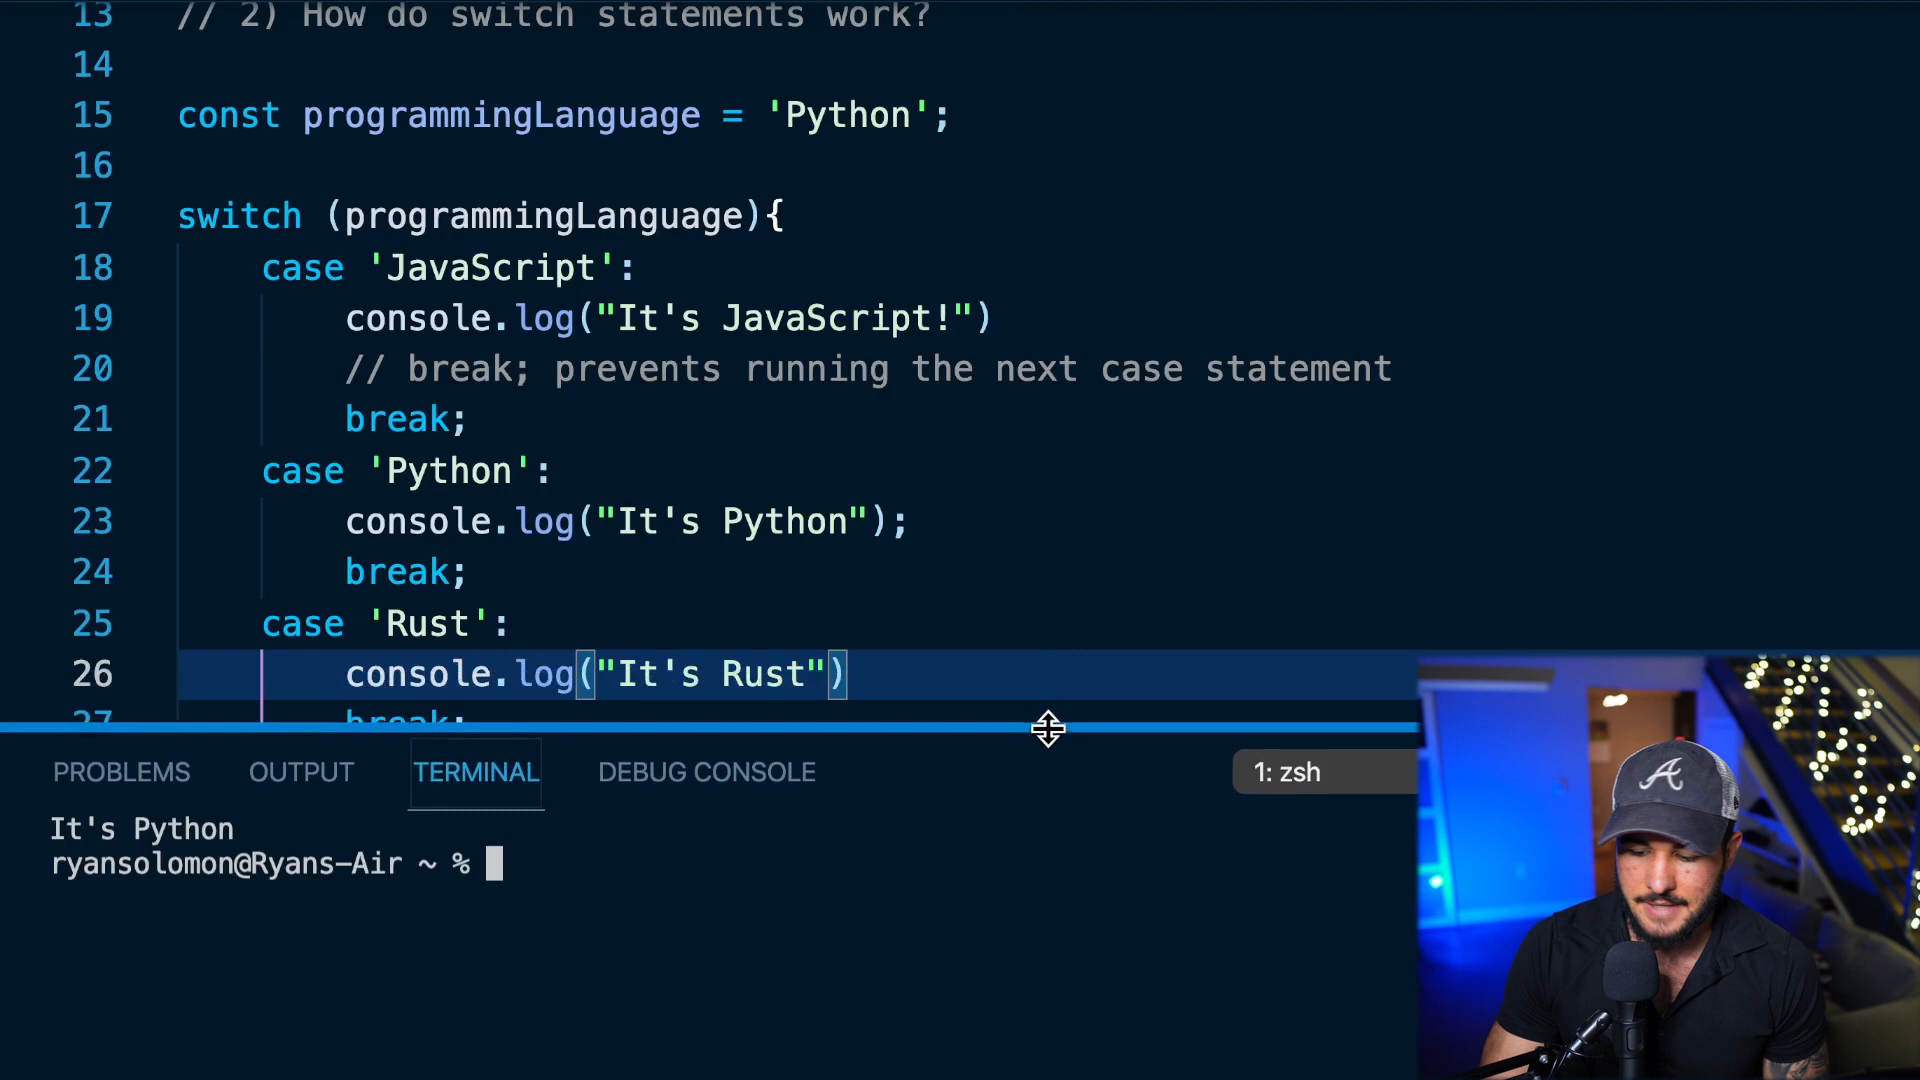 13 // 2) How do switch statements work?
14
15 const programmingLanguage = 'Python';
16
17 switch (programmingLanguage){
18 case 'JavaScript':
19 console.log("It's JavaScript!")
20 // break; prevents running the next case statement
21 break;
22 case 'Python':
23 console.log("It's Python");
24 break;
25 case 'Rust':
26 console.log("It's Rust")
27 break;
PROBLEMS OUTPUT TERMINAL DEBUG CONSOLE 1: zsh
It's Python
ryansolomon@Ryans-Air ~ %
A